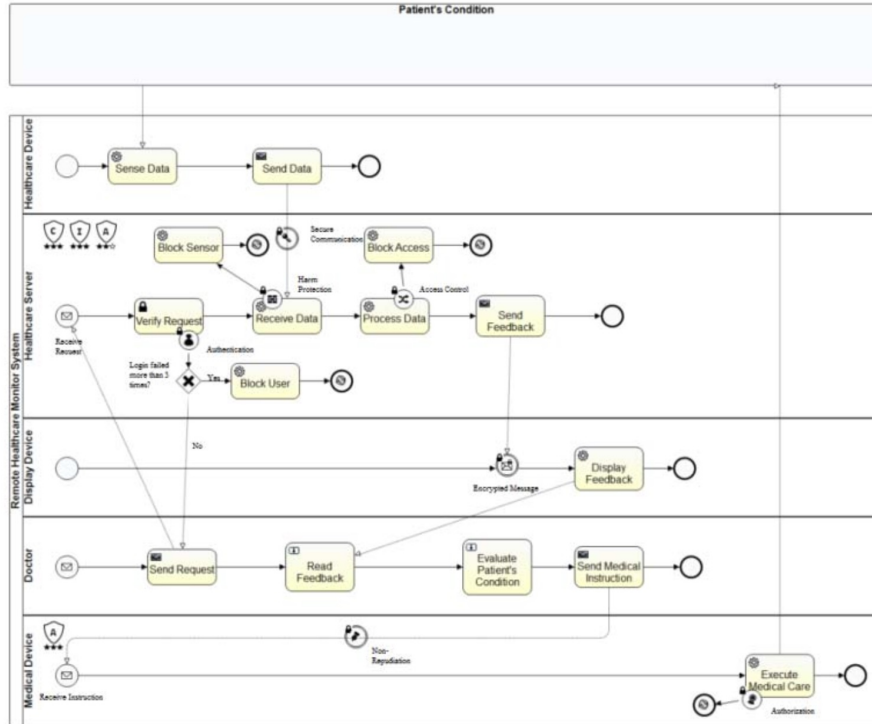 Patient's Condition
Remote Healthcare Monitor System
Healthcare Device
Sense Data
Send Data
Healthcare Server
C
I
A
Block Sensor
Secure
Communication
Block Access
Harm
Protection
Access Control
Receive
Request
Verify Request
Receive Data
Process Data
Send
Feedback
Authentication
Login failed
more than 3
times?
Yes
Block User
No
Display Device
Encrypted Message
Display
Feedback
Doctor
Send Request
Read
Feedback
Evaluate
Patient's
Condition
Send Medical
Instruction
Medical Device
A
Non-
Repudiation
Receive Instruction
Execute
Medical Care
Authorization